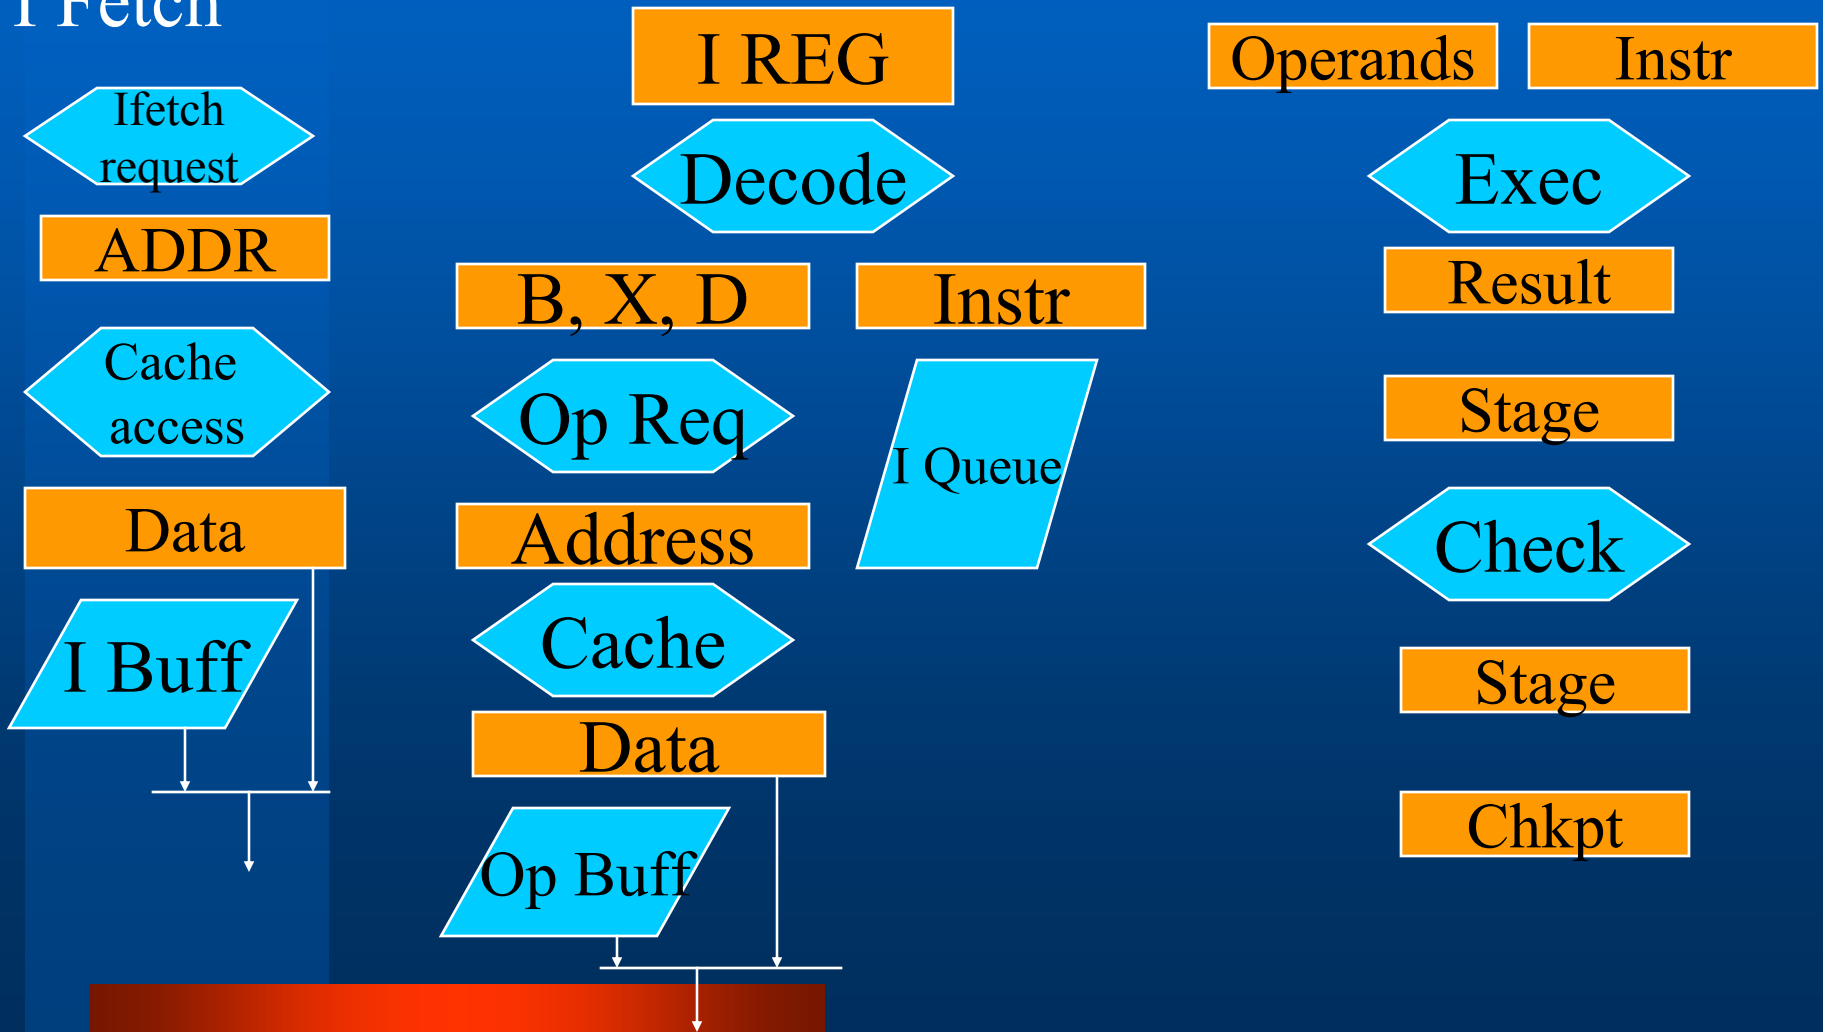 I Fetch
Ifetch
request
ADDR
Cache
access
Data
I Buff
I REG
Decode
B, X, D
Instr
Op Req
I Queue
Address
Cache
Data
Op Buff
Operands
Instr
Exec
Result
Stage
Check
Stage
Chkpt